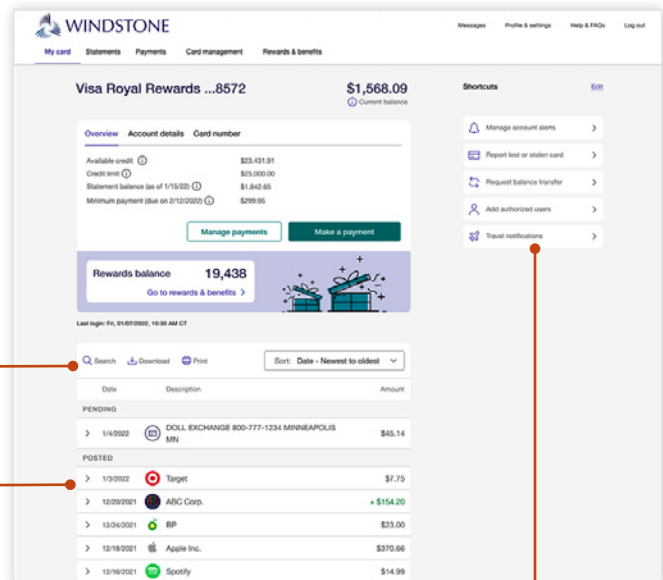 WINDSTONE
Messages Profile & settings Help & FAQs Log out
My card Statements Payments Card management Rewards & benefits
Visa Royal Rewards ...8572
$1,568.09
Current balance
Shortcuts Edit
Overview Account details Card number
Available credit $23,431.91
Credit limit $25,000.00
Statement balance (as of 1/15/22) $1,842.65
Minimum payment (due on 2/12/2022) $299.95
Manage payments Make a payment
Manage account alerts
Report lost or stolen card
Request balance transfer
Add authorized users
Travel notifications
Rewards balance 19,438
Go to rewards & benefits
Last login: Fri, 01/07/2022, 10:30 AM CT
Search Download Print Sort: Date - Newest to oldest
Date Description Amount
PENDING
1/4/2022 DOLL EXCHANGE 800-777-1234 MINNEAPOLIS
MN $45.14
POSTED
1/3/2022 Target $7.75
12/20/2021 ABC Corp. + $154.20
12/24/2021 BP $23.00
12/18/2021 Apple Inc. $370.66
12/16/2021 Spotify $14.99